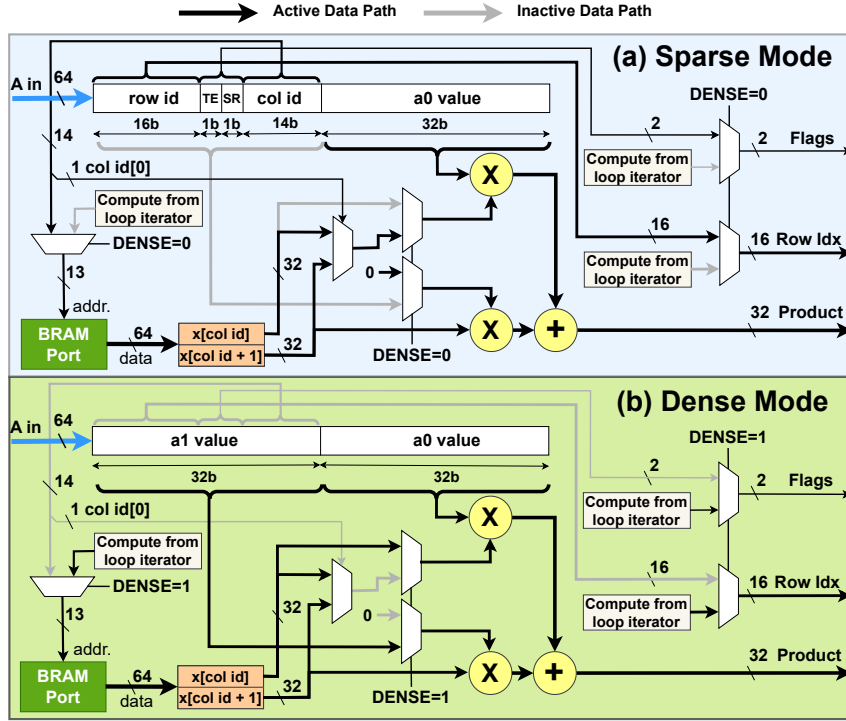 Active Data Path
Inactive Data Path
(a) Sparse Mode
A in
64
row id
TE
SR
col id
a0 value
16b
1b
1b
14b
32b
DENSE=0
2
2
Flags
Compute from
loop iterator
14
1 col id[0]
Compute from
loop iterator
DENSE=0
X
16
16 Row Idx
Compute from
loop iterator
32
0
13
addr.
BRAM
Port
64
data
x[col id]
x[col id + 1]
32
DENSE=0
X
+
32 Product
(b) Dense Mode
A in
64
a1 value
a0 value
32b
32b
DENSE=1
2
2
Flags
Compute from
loop iterator
14
1 col id[0]
Compute from
loop iterator
DENSE=1
X
16
16 Row Idx
Compute from
loop iterator
32
0
13
addr.
BRAM
Port
64
data
x[col id]
x[col id + 1]
32
DENSE=1
X
+
32 Product